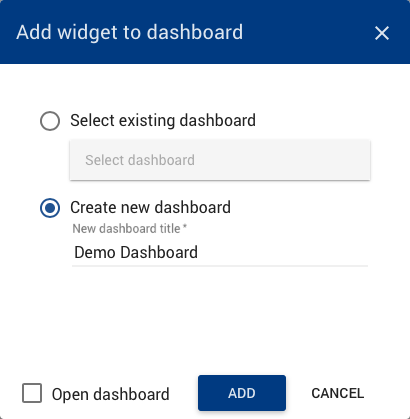 Add widget to dashboard
Select existing dashboard
Select dashboard
Create new dashboard
New dashboard title *
Demo Dashboard
Open dashboard ADD CANCEL